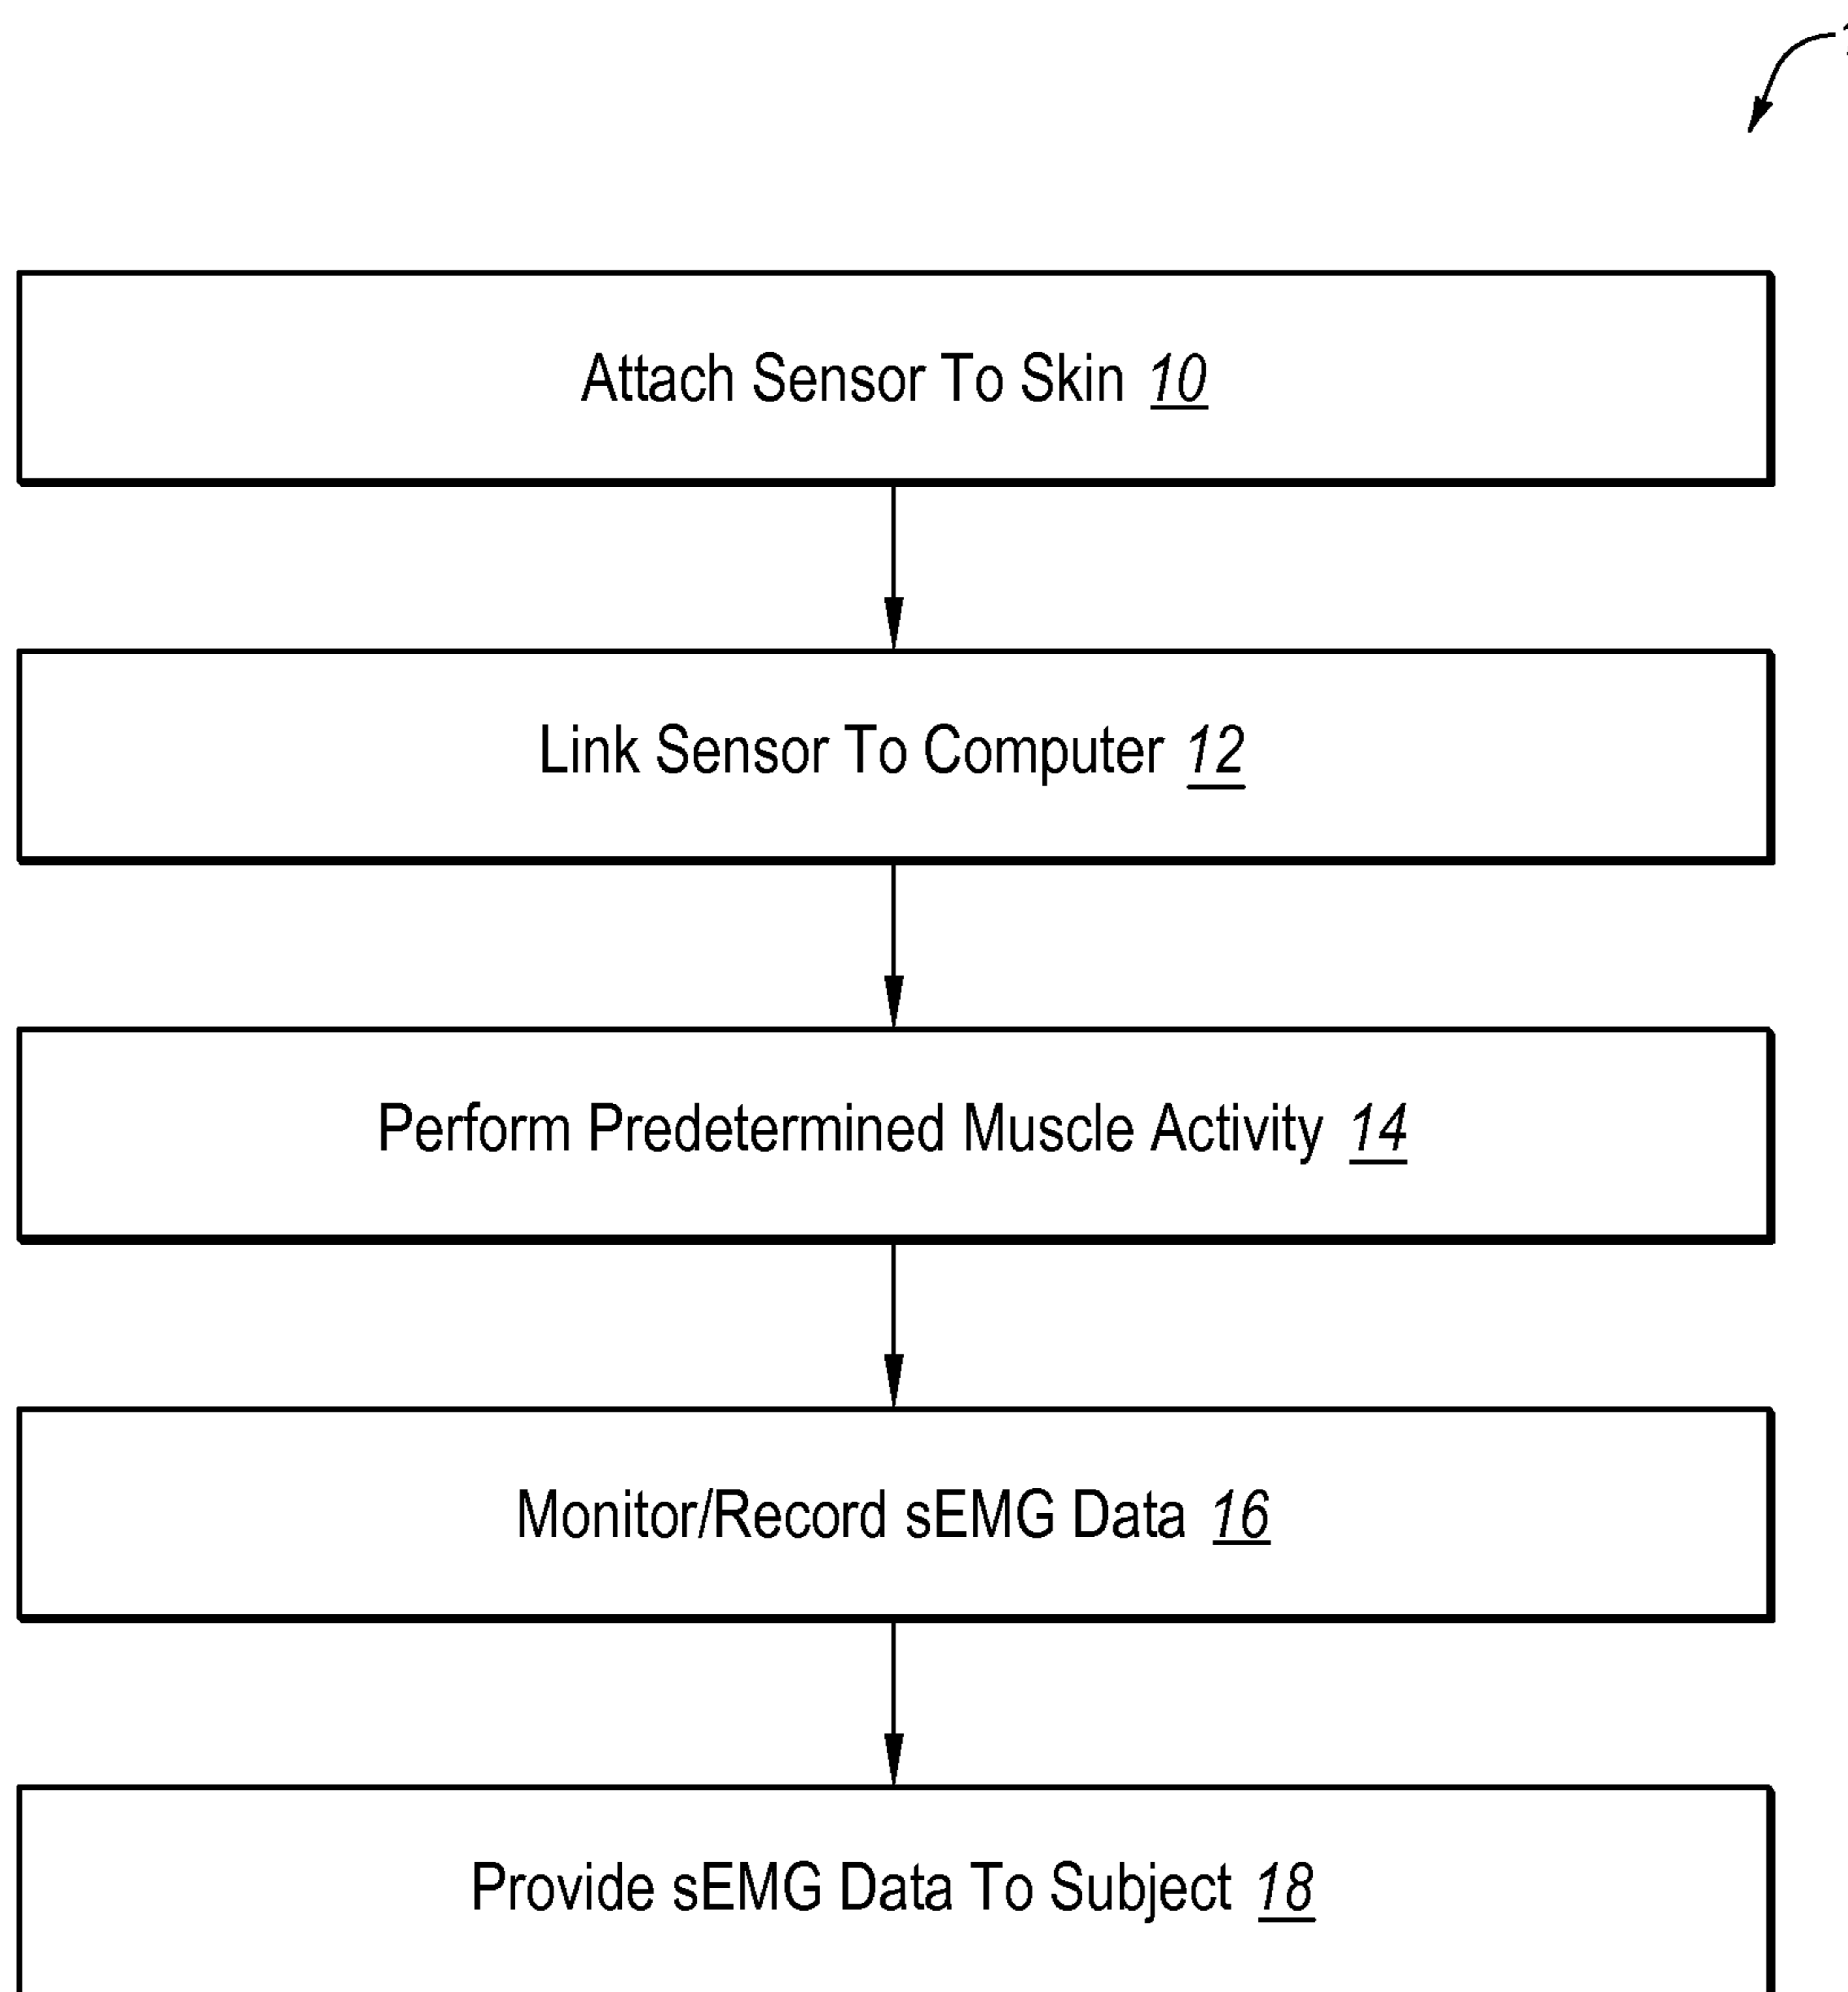 Attach Sensor To Skin 10
Link Sensor To Computer 12
Perform Predetermined Muscle Activity 14
Monitor/Record sEMG Data 16
Provide sEMG Data To Subject 18